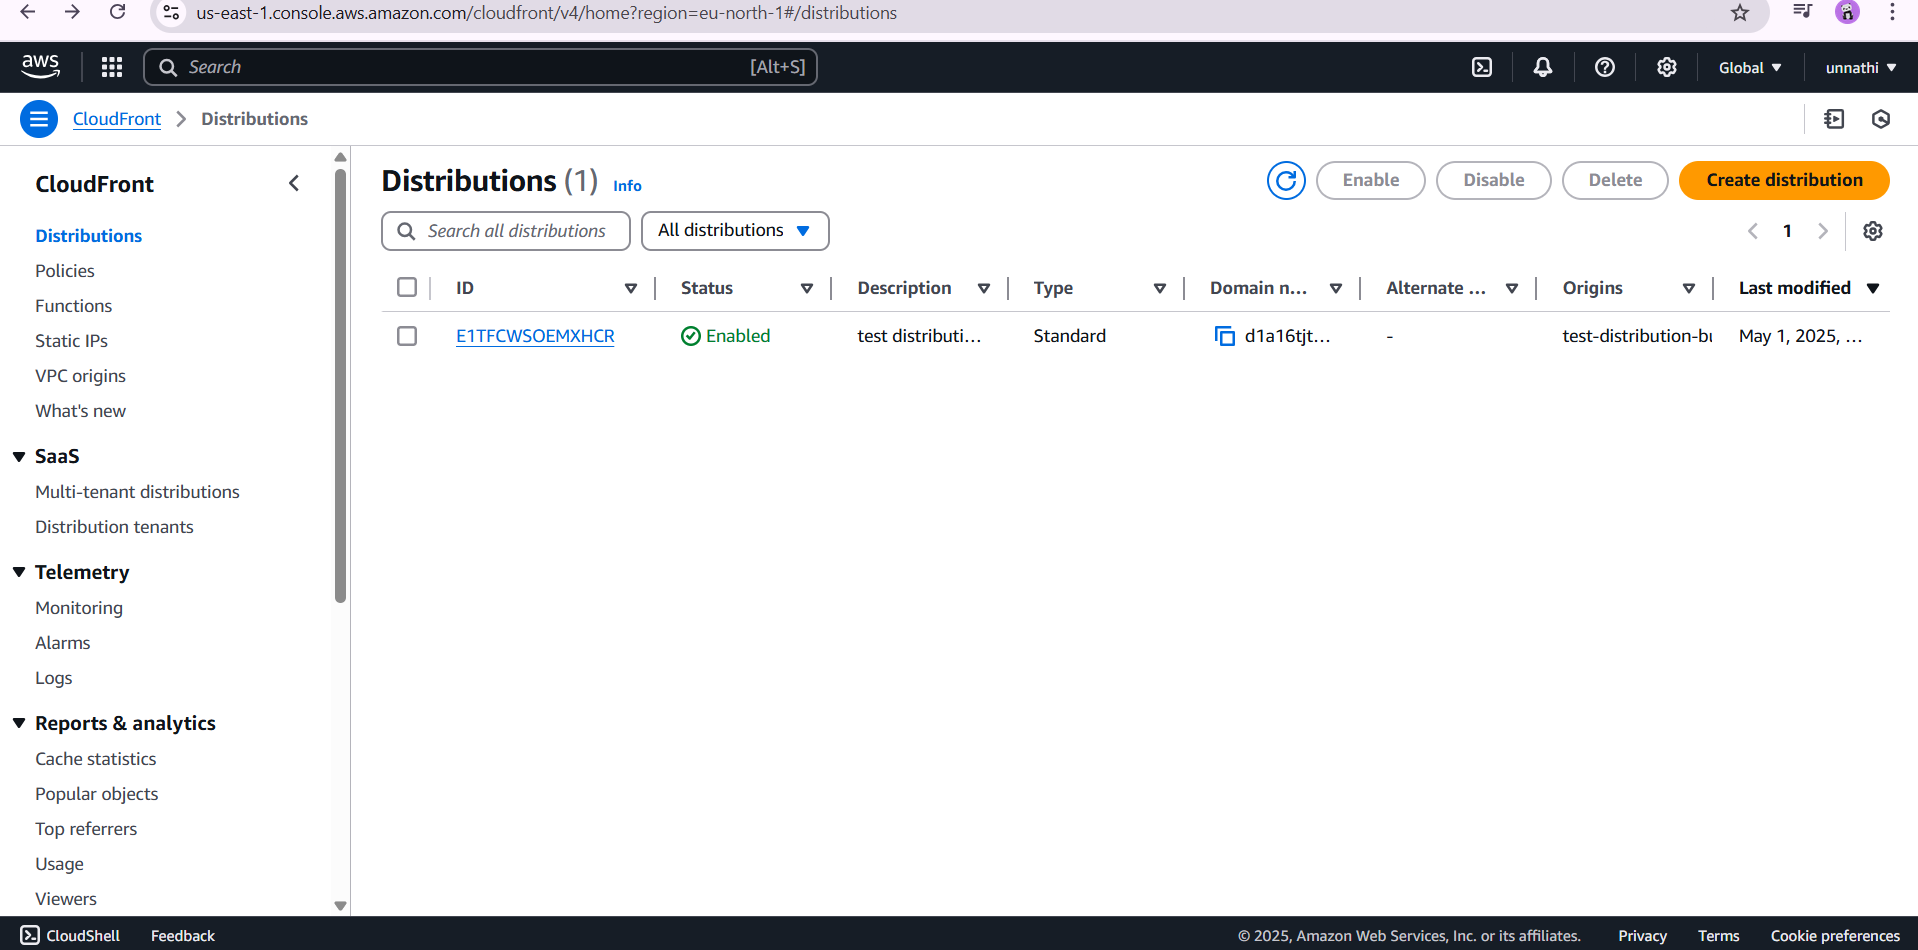 us-east-1.console.aws.amazon.com/cloudfront/v4/home?region=eu-north-1#/distributions
aws Search [Alt+S] Global unnathi
CloudFront Distributions
CloudFront
Distributions
Policies
Functions
Static IPs
VPC origins
What's new
SaaS
Multi-tenant distributions
Distribution tenants
Telemetry
Monitoring
Alarms
Logs
Reports & analytics
Cache statistics
Popular objects
Top referrers
Usage
Viewers
Distributions (1) Info
Enable Disable Delete Create distribution
Search all distributions All distributions 1
ID Status Description Type Domain n... Alternate ... Origins Last modified
E1TFCWSOEMXHCR Enabled test distributi... Standard d1a16tjt... - test-distribution-bu May 1, 2025, ...
CloudShell Feedback © 2025, Amazon Web Services, Inc. or its affiliates. Privacy Terms Cookie preferences